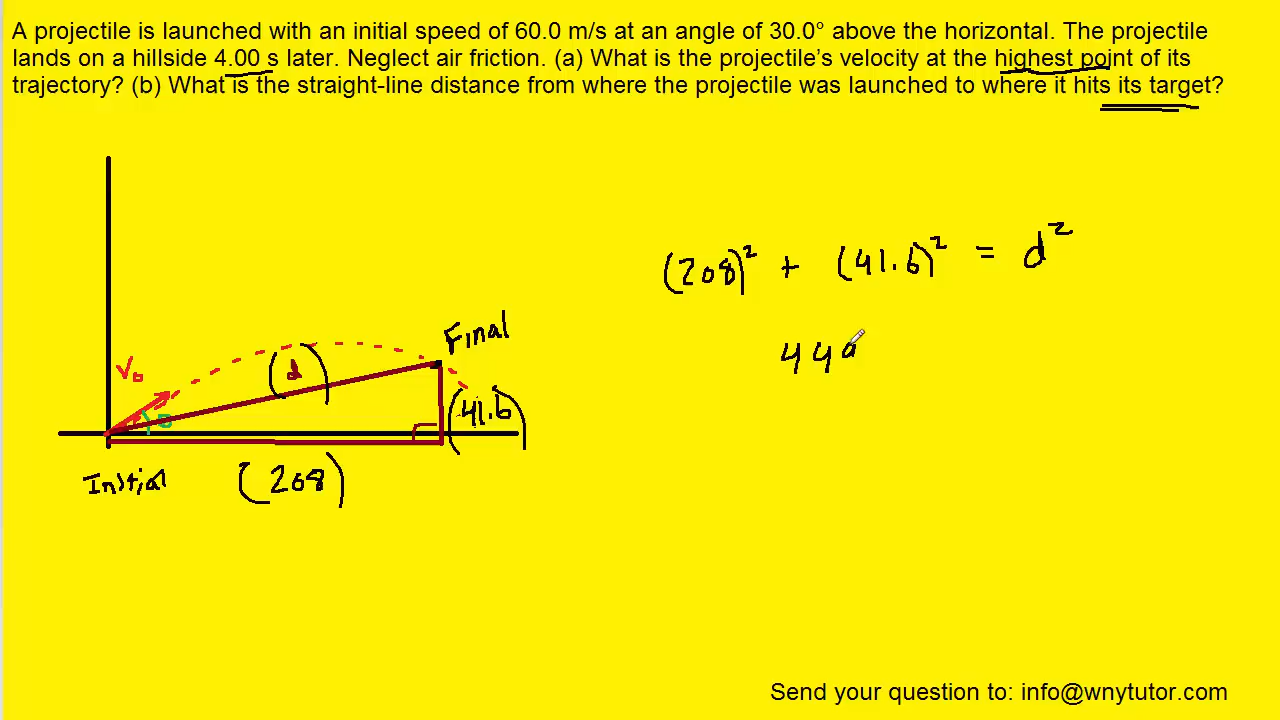 A projectile is launched with an initial speed of 60.0 m/s at an angle of 30.0° above the horizontal. The projectile
lands on a hillside 4.00 s later. Neglect air friction. (a) What is the projectile’s velocity at the highest point of its
trajectory? (b) What is the straight-line distance from where the projectile was launched to where it hits its target?
(208)² + (41.6)² = d²
Final
449
(d)
V₀
(41.6)
Initial
(208)
Send your question to: info@wnytutor.com